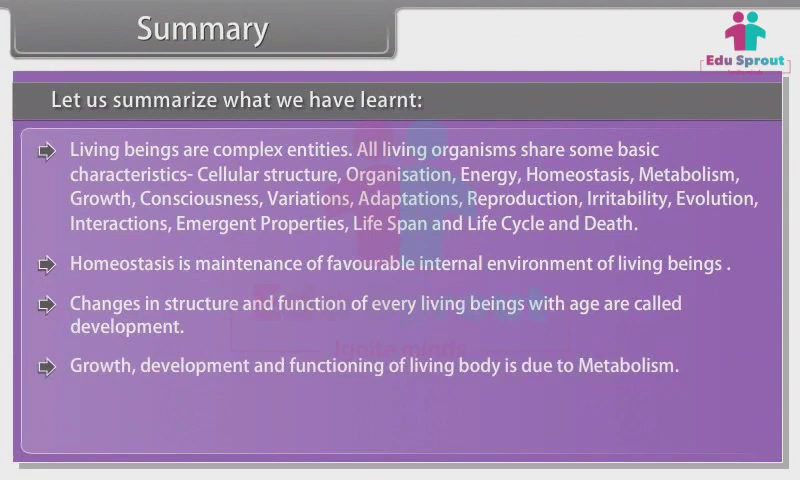 Summary
Edu Sprout
Let us summarize what we have learnt:
Living beings are complex entities. All living organisms share some basic
characteristics- Cellular structure, Organisation, Energy, Homeostasis, Metabolism,
Growth, Consciousness, Variations, Adaptations, Reproduction, Irritability, Evolution,
Interactions, Emergent Properties, Life Span and Life Cycle and Death.
Homeostasis is maintenance of favourable internal environment of living beings .
Changes in structure and function of every living beings with age are called
development.
Edu Sprout
Ignite minds
Growth, development and functioning of living body is due to Metabolism.